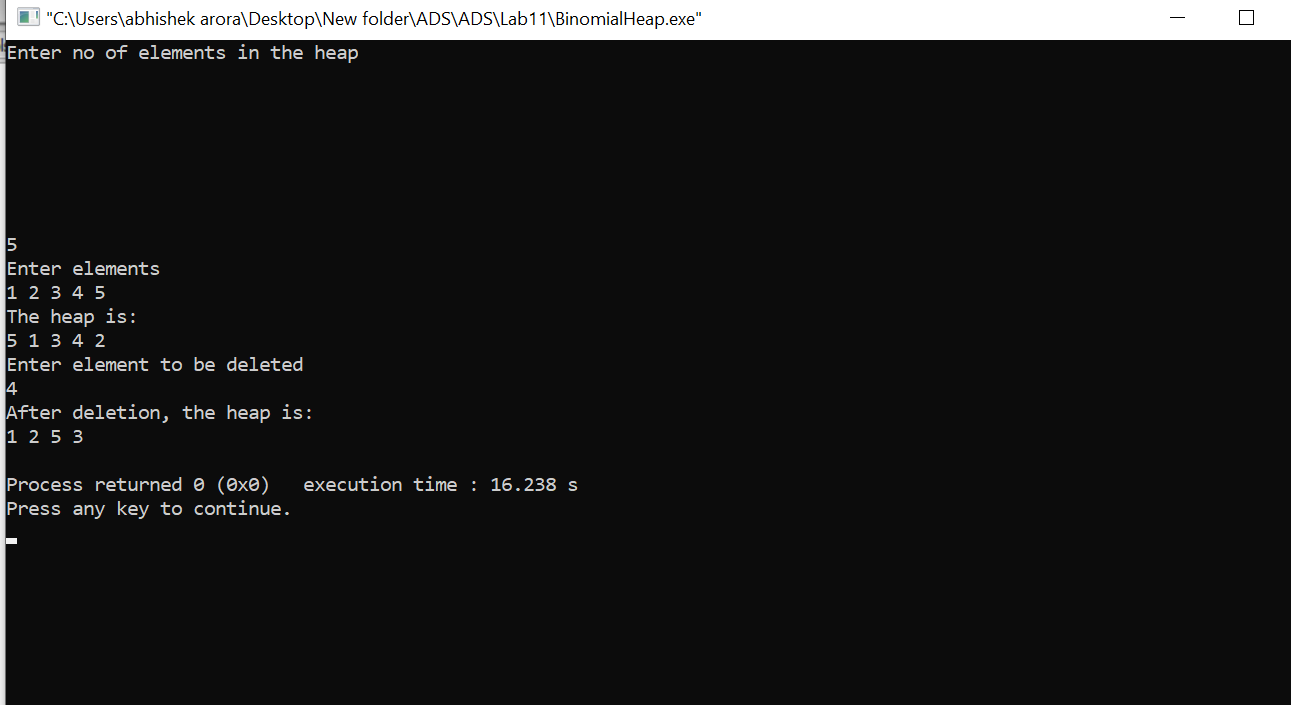 "C:\Users\abhishek arora\Desktop\New folder\ADS\ADS\Lab11\BinomialHeap.exe"
Enter no of elements in the heap
5
Enter elements
1 2 3 4 5
The heap is:
5 1 3 4 2
Enter element to be deleted
4
After deletion, the heap is:
1 2 5 3
Process returned 0 (0x0)   execution time : 16.238 s
Press any key to continue.